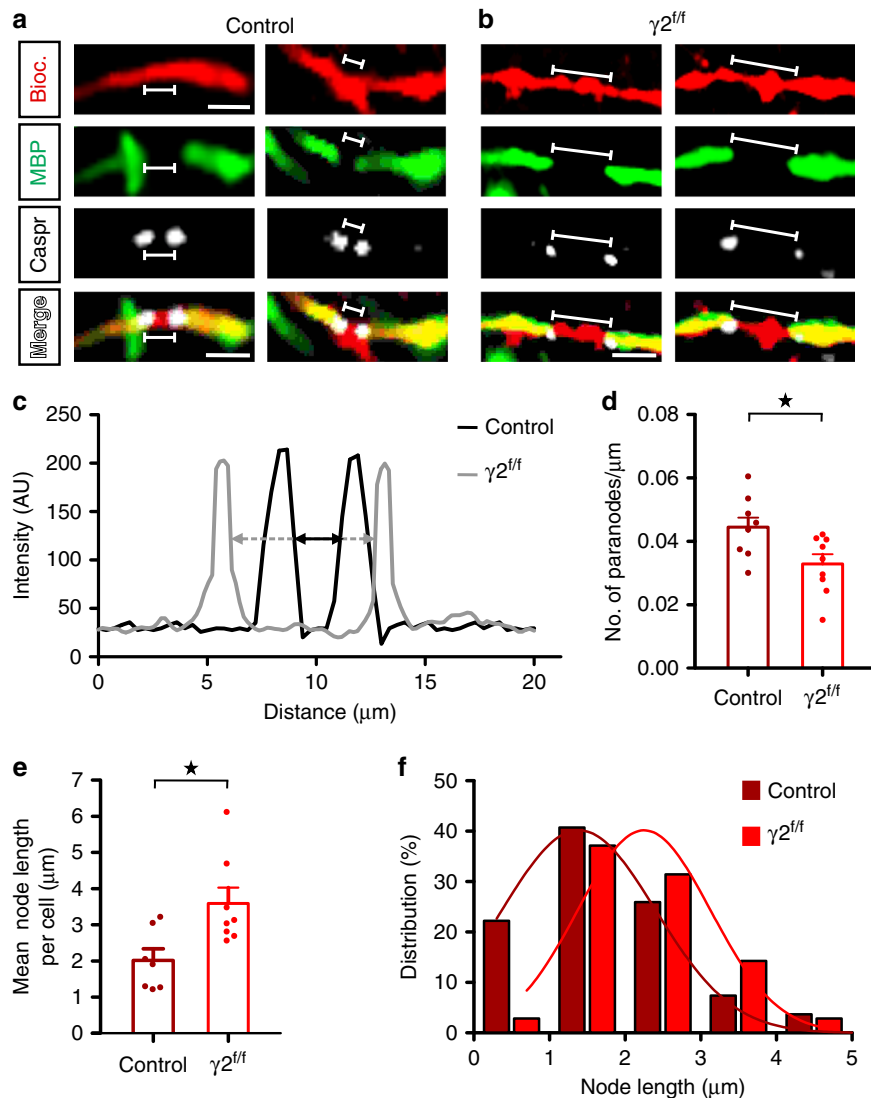 a
Control
b
γ2f/f
Bioc.
MBP
Caspr
Merge
c
250
200
150
100
50
0
Intensity (AU)
0 5 10 15 20
Distance (μm)
Control
γ2f/f
d
0.08
0.06
0.04
0.02
0.00
No. of paranodes/μm
Control γ2f/f
e
7
6
5
4
3
2
1
0
Mean node length
per cell (μm)
Control γ2f/f
f
50
40
30
20
10
0
Distribution (%)
0 1 2 3 4 5
Node length (μm)
Control
γ2f/f